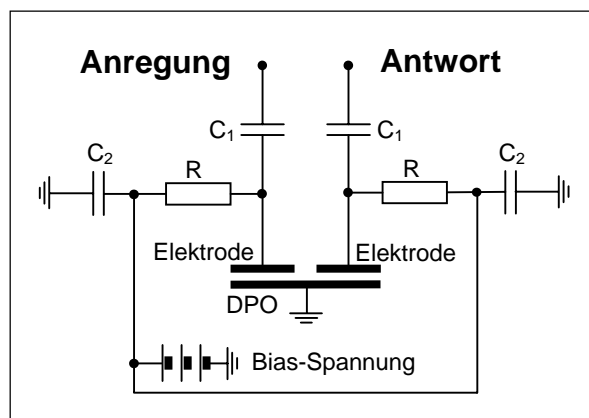 Anregung Antwort
C₁ C₁
C₂ C₂
R R
Elektrode Elektrode
DPO
Bias-Spannung